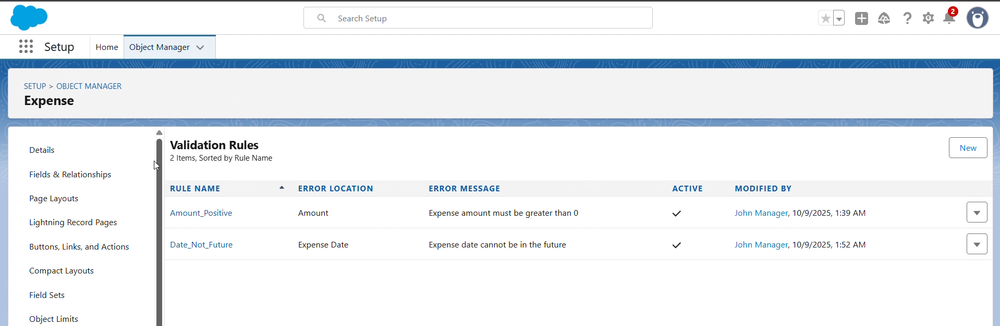 Search Setup
2
Setup
Home
Object Manager
SETUP > OBJECT MANAGER
Expense
Details
Fields & Relationships
Page Layouts
Lightning Record Pages
Buttons, Links, and Actions
Compact Layouts
Field Sets
Object Limits
Validation Rules
2 Items, Sorted by Rule Name
New
RULE NAME ERROR LOCATION ERROR MESSAGE ACTIVE MODIFIED BY
Amount_Positive Amount Expense amount must be greater than 0 John Manager, 10/9/2025, 1:39 AM
Date_Not_Future Expense Date Expense date cannot be in the future John Manager, 10/9/2025, 1:52 AM